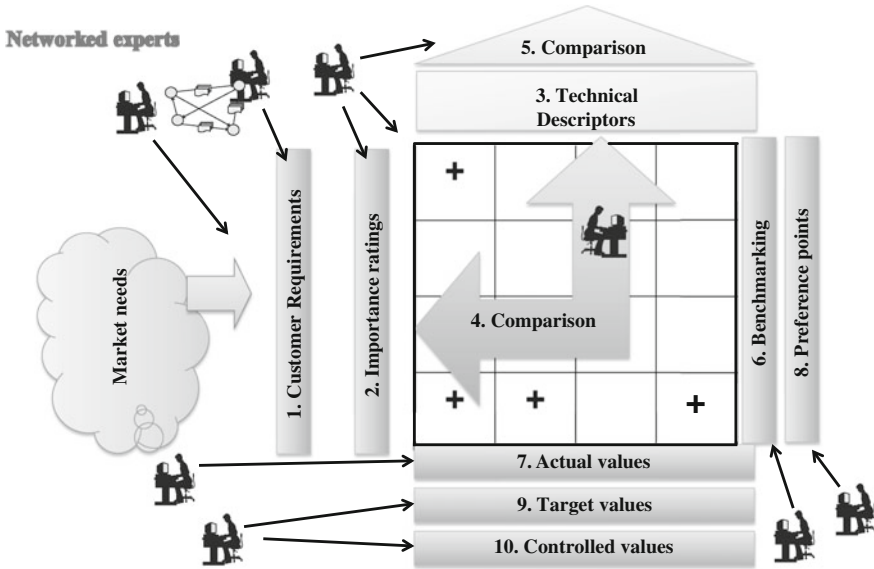 Networked experts
5. Comparison
3. Technical
Descriptors
Market needs
1. Customer Requirements
2. Importance ratings
+
4. Comparison
+ + +
6. Benchmarking
8. Preference points
7. Actual values
9. Target values
10. Controlled values